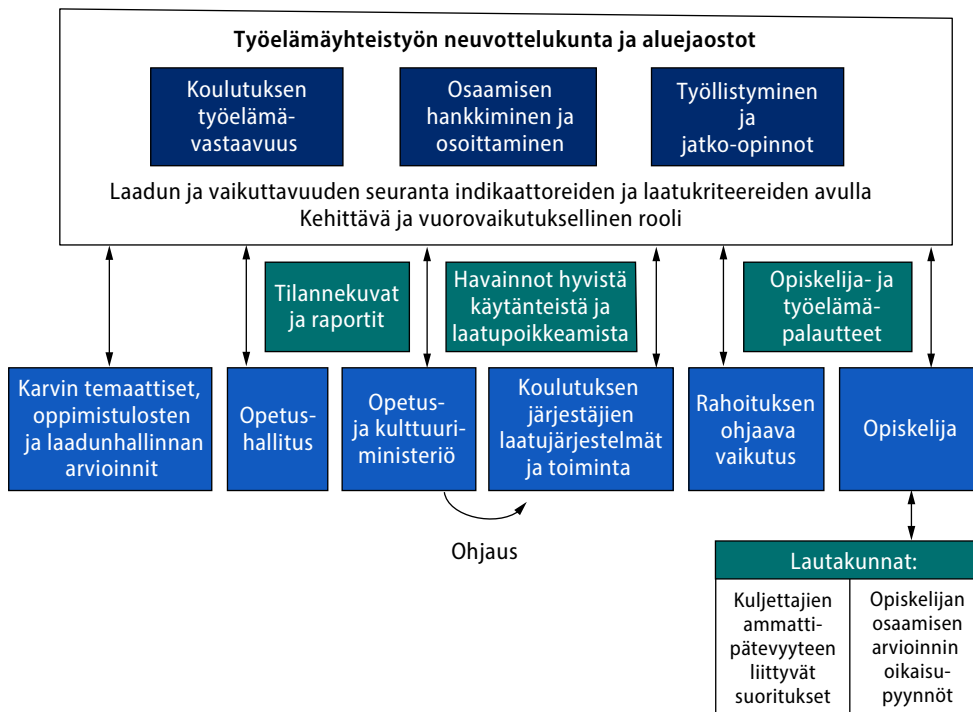 Työelämäyhteistyön neuvottelukunta ja aluejaostot
Koulutuksen
työelämä-
vastaavuus
Osaamisen
hankkiminen ja
osoittaminen
Työllistyminen
ja
jatko-opinnot
Laadun ja vaikuttavuuden seuranta indikaattoreiden ja laatukriteereiden avulla
Kehittävä ja vuorovaikutuksellinen rooli
Tilannekuvat
ja raportit
Havainnot hyvistä
käytänteistä ja
laatupoikkeamista
Opiskelija- ja
työelämä-
palautteet
Karvin temaattiset,
oppimistulosten
ja laadunhallinnan
arvioinnit
Opetus-
hallitus
Opetus-
ja kulttuuri-
ministeriö
Koulutuksen
järjestäjien
laatujärjestelmät
ja toiminta
Rahoituksen
ohjaava
vaikutus
Opiskelija
Ohjaus
Lautakunnat:
Kuljettajien
ammatti-
pätevyyteen
liittyvät
suoritukset
Opiskelijan
osaamisen
arvioinnin
oikaisu-
pyynnöt